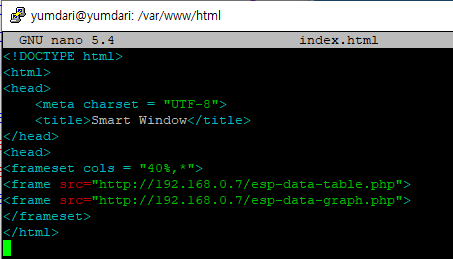 yumdari@yumdari: /var/www/html
GNU nano 5.4 index.html
<!DOCTYPE html>
<html>
<head>
    <meta charset = "UTF-8">
    <title>Smart Window</title>
</head>
<head>
<frameset cols = "40%,*">
<frame src="http://192.168.0.7/esp-data-table.php">
<frame src="http://192.168.0.7/esp-data-graph.php">
</frameset>
</html>